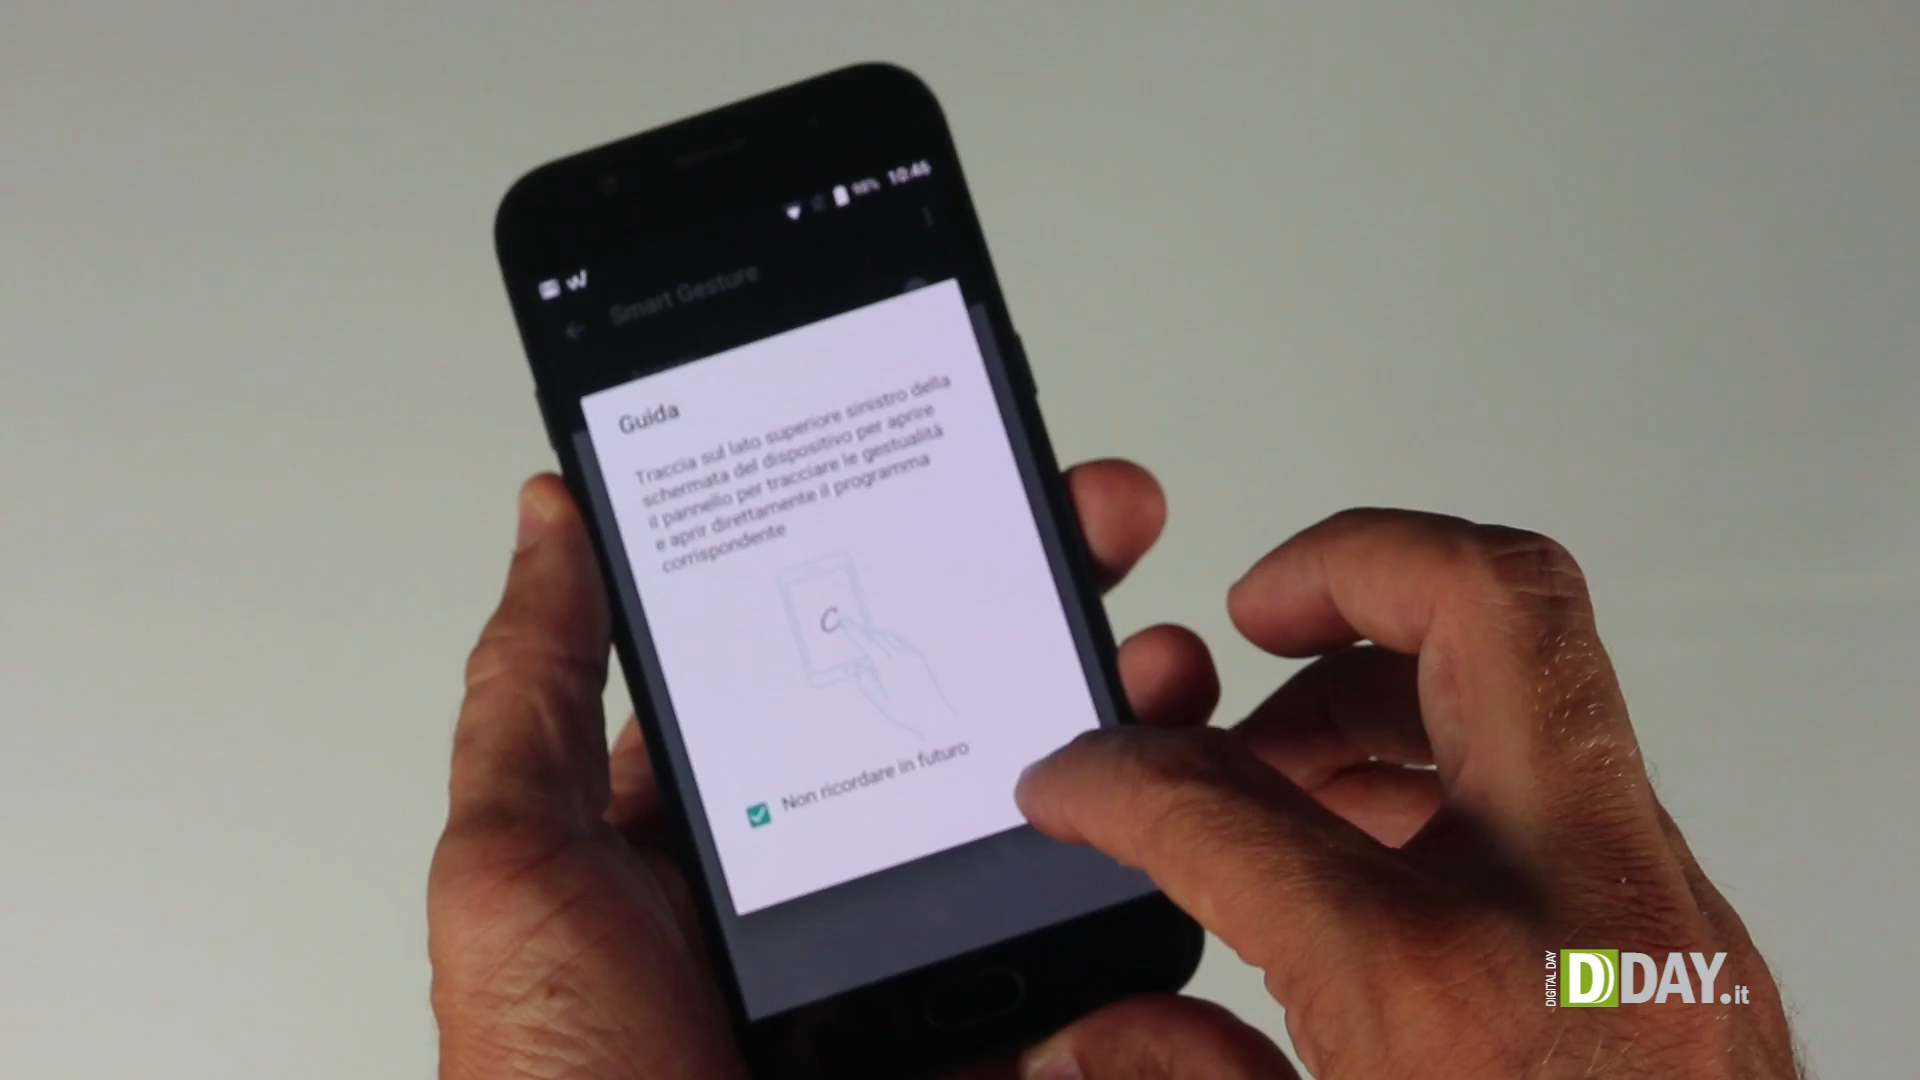 10:46
Smart Gesture
Guida
Traccia sul lato superiore sinistro della
schermata del dispositivo per aprire
il pannello per tracciare le gestualità
e aprir direttamente il programma
corrispondente
C
Non ricordare in futuro
DIGITAL DAY
DDAY.it